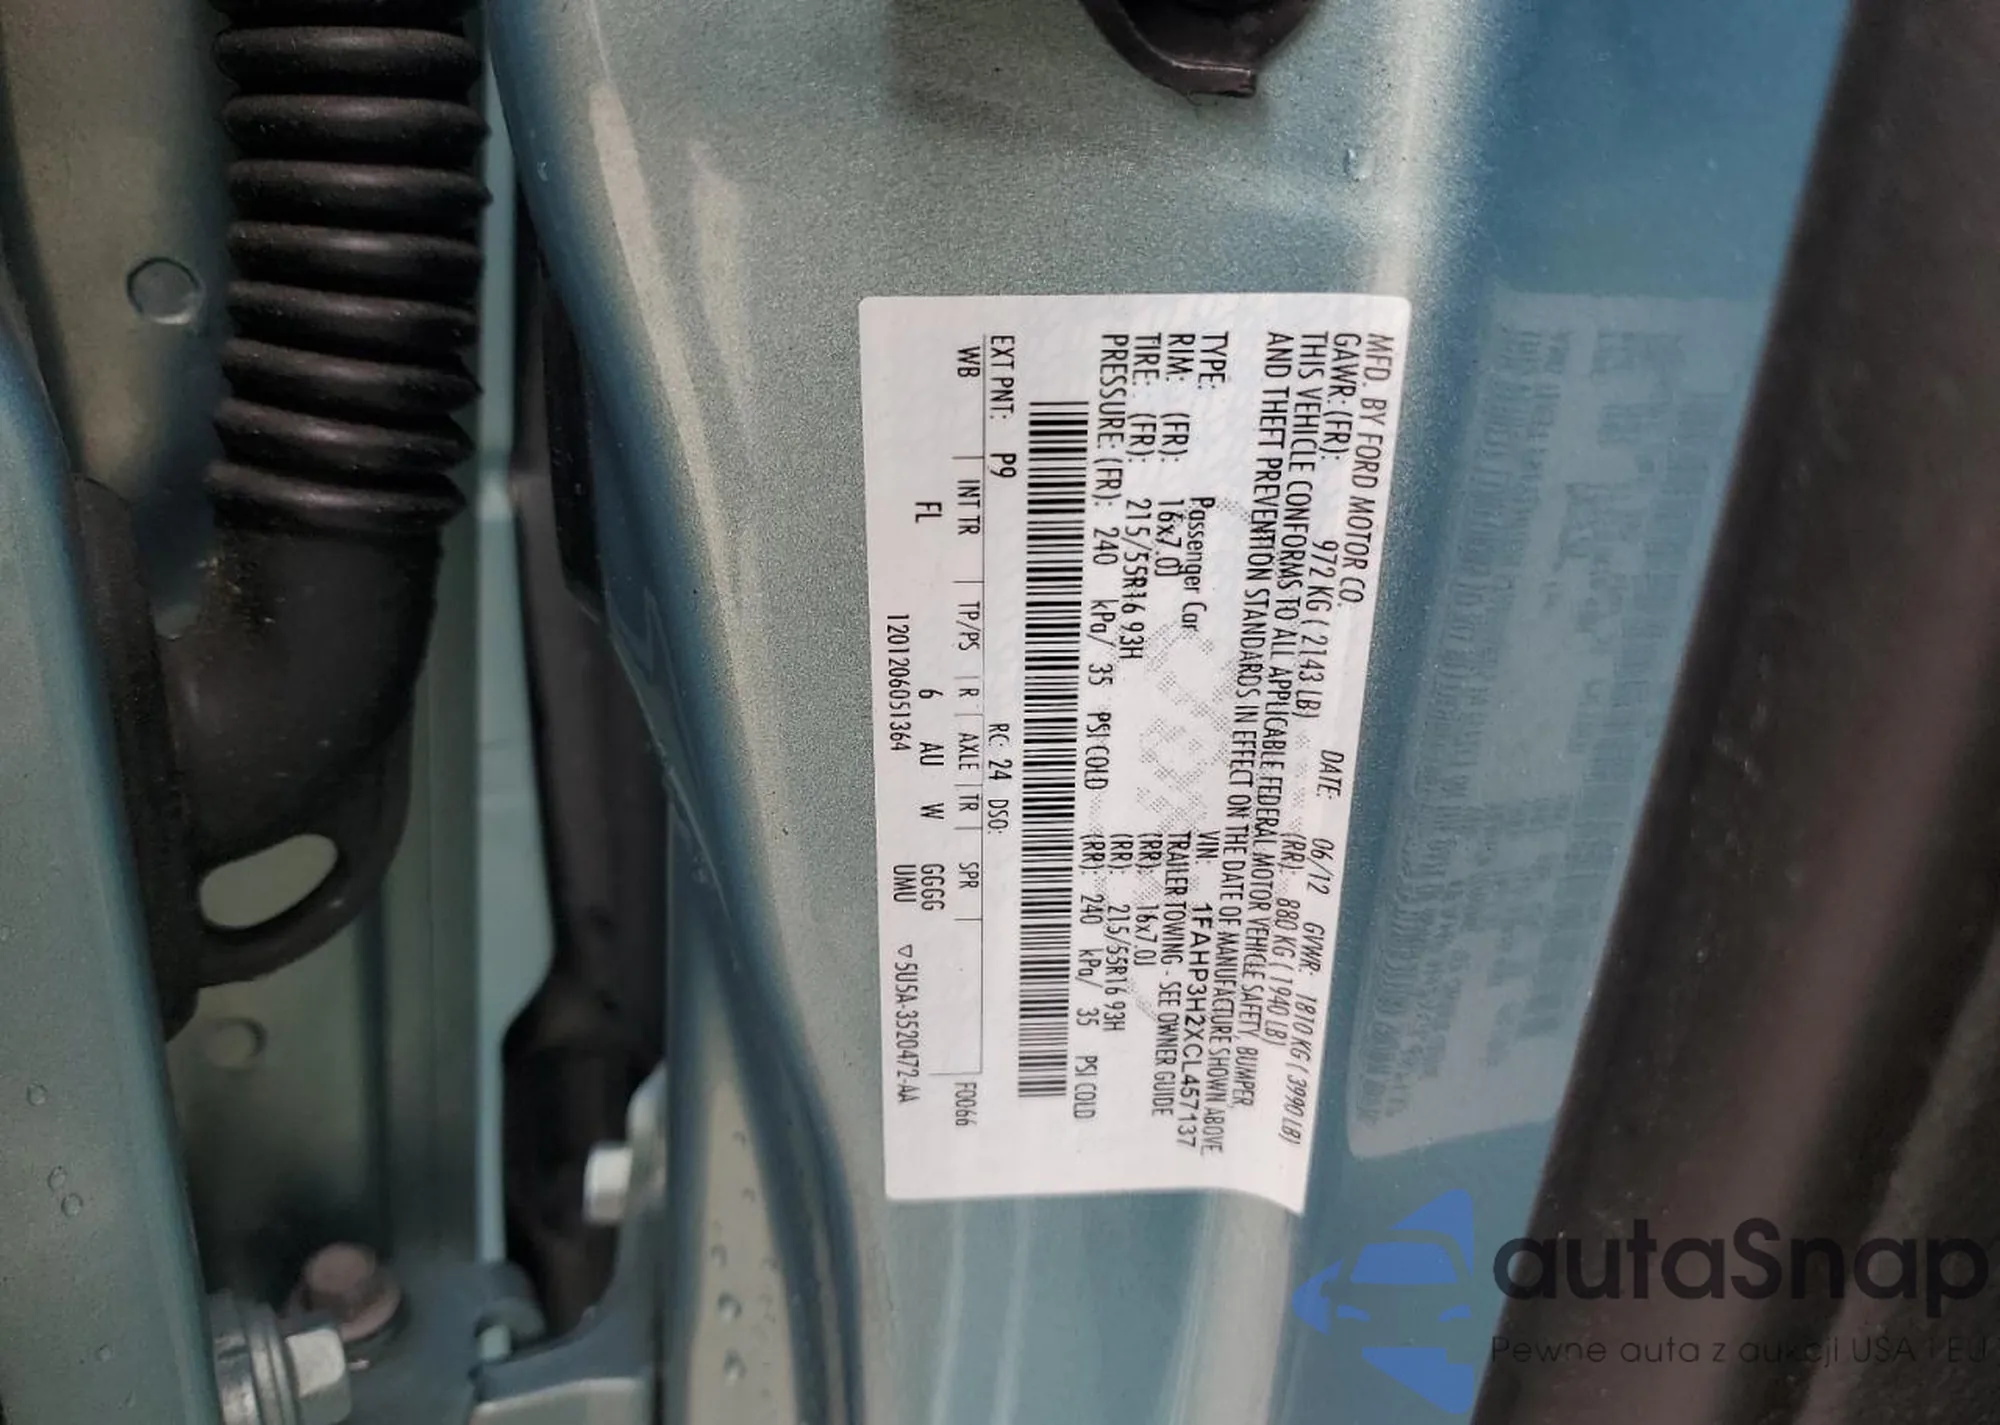 MFD. BY FORD MOTOR CO.
DATE: 06/12 GVWR: 1810 KG ( 3990 LB)
GAWR: (FR): 972 KG ( 2143 LB) (RR): 880 KG ( 1940 LB)
THIS VEHICLE CONFORMS TO ALL APPLICABLE FEDERAL MOTOR VEHICLE SAFETY, BUMPER,
AND THEFT PREVENTION STANDARDS IN EFFECT ON THE DATE OF MANUFACTURE SHOWN ABOVE
VIN: 1FAHP3H2XCL457137
TYPE: Passenger Car TRAILER TOWING - SEE OWNER GUIDE
RIM: (FR): 16x7.0J (RR): 16x7.0J
TIRE: (FR): 215/55R16 93H (RR): 215/55R16 93H
PRESSURE: (FR): 240 kPa/ 35 PSI COLD (RR): 240 kPa/ 35 PSI COLD
EXT PNT: P9 RC: 24 DSO:
WB INT TR TP/PS R AXLE TR SPR F0066
FL 6 AU W GGGG
UMU
12012060513​64 ▽5U5A-3520472-AA
autaSnap
Pewne auta z aukcji USA i EU